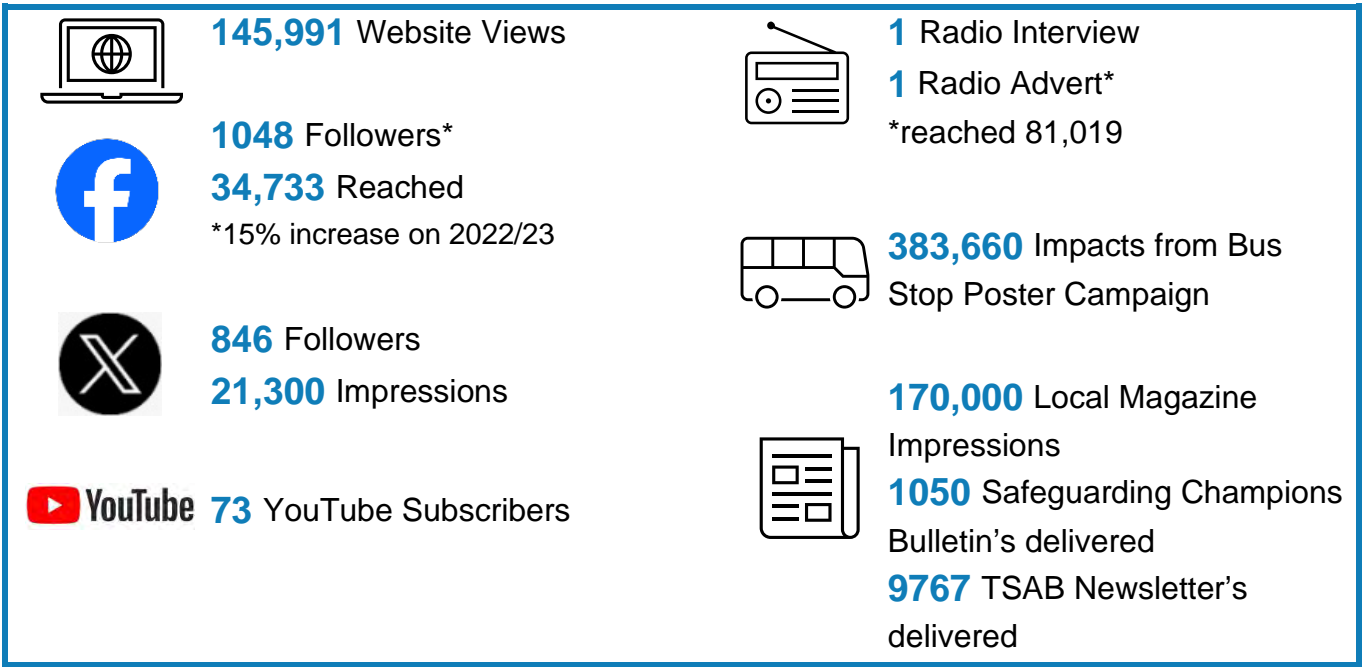 145,991 Website Views
1048 Followers*
34,733 Reached
*15% increase on 2022/23
846 Followers
21,300 Impressions
YouTube 73 YouTube Subscribers
1 Radio Interview
1 Radio Advert*
*reached 81,019
383,660 Impacts from Bus
Stop Poster Campaign
170,000 Local Magazine
Impressions
1050 Safeguarding Champions
Bulletin’s delivered
9767 TSAB Newsletter’s
delivered